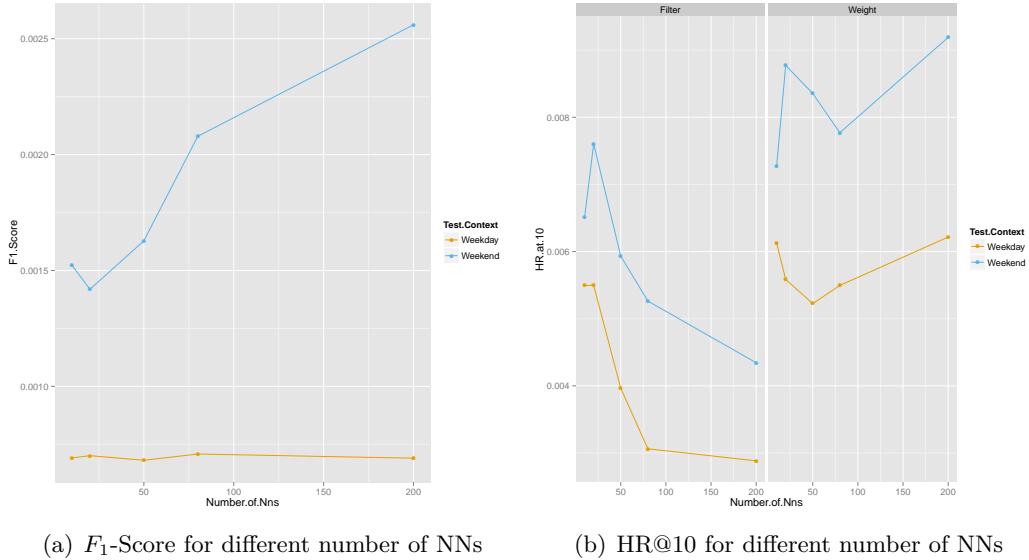 0.0025
0.0020
0.0015
0.0010
F1.Score
50
100
150
200
Number.of.Nns
Test.Context
Weekday
Weekend
(a) F₁-Score for different number of NNs
Filter
Weight
0.008
0.006
0.004
HR.at.10
50 100 150 200 50 100 150 200
Number.of.Nns
Test.Context
Weekday
Weekend
(b) HR@10 for different number of NNs